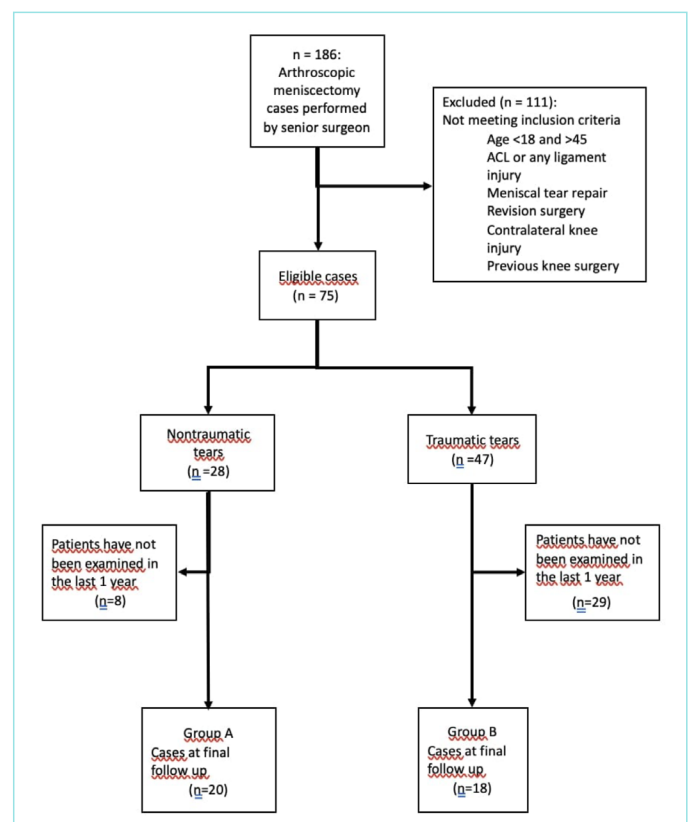 n = 186:
Arthroscopic
meniscectomy
cases performed
by senior surgeon
Excluded (n = 111):
Not meeting inclusion criteria
Age <18 and >45
ACL or any ligament
injury
Meniscal tear repair
Revision surgery
Contralateral knee
injury
Previous knee surgery
Eligible cases
(n = 75)
Nontraumatic
tears
(n =28)
Traumatic tears
(n =47)
Patients have not
been examined in
the last 1 year
(n=8)
Patients have not
been examined in
the last 1 year
(n=29)
Group A
Cases at final
follow up
(n=20)
Group B
Cases at final
follow up
(n=18)